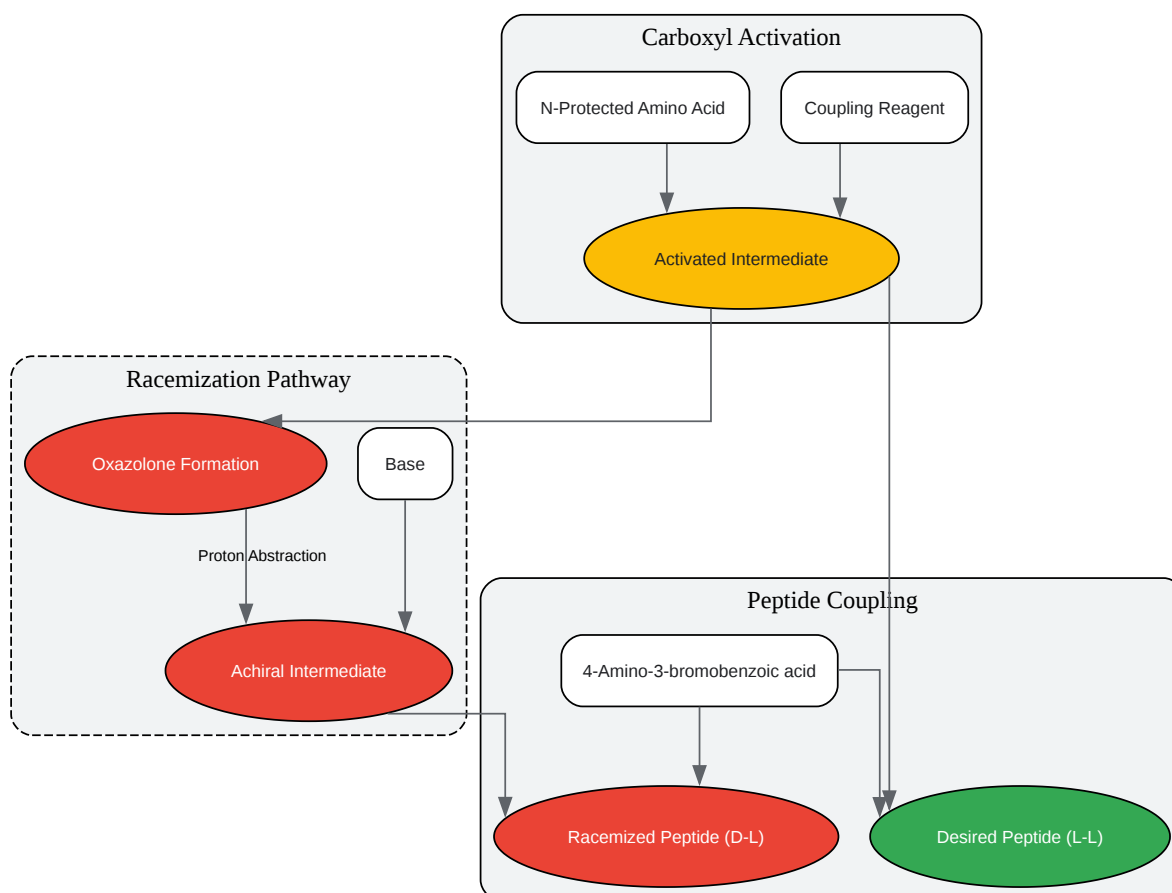 Carboxyl Activation
N-Protected Amino Acid
Coupling Reagent
Activated Intermediate
Racemization Pathway
Oxazolone Formation
Base
Proton Abstraction
Achiral Intermediate
Peptide Coupling
4-Amino-3-bromobenzoic acid
Racemized Peptide (D-L)
Desired Peptide (L-L)